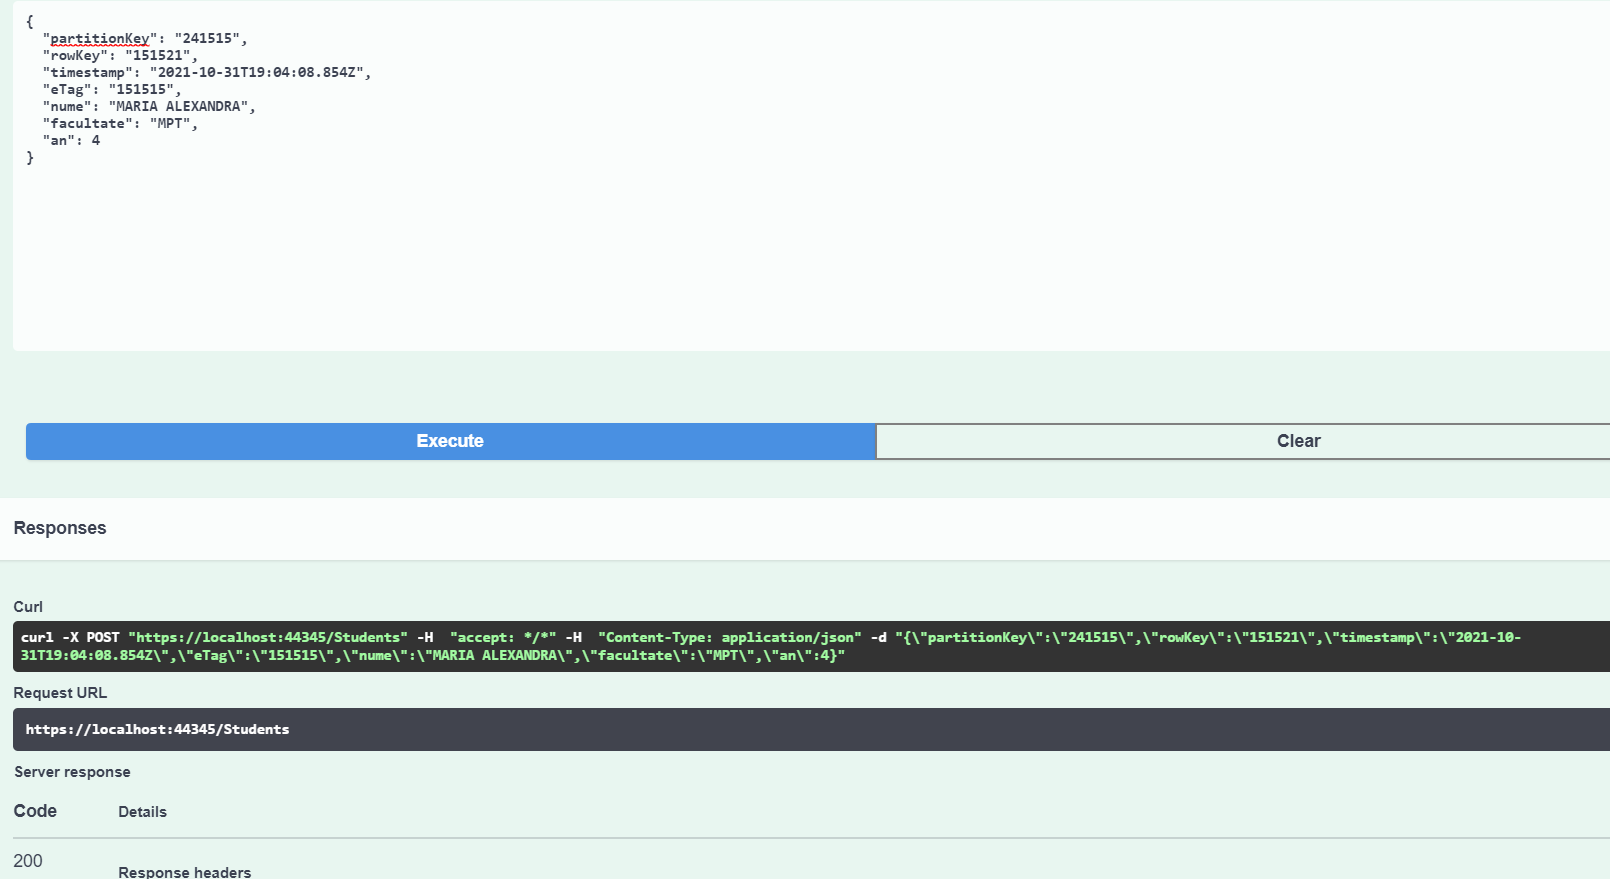 {
  "partitionKey": "241515",
  "rowKey": "151521",
  "timestamp": "2021-10-31T19:04:08.854Z",
  "eTag": "151515",
  "nume": "MARIA ALEXANDRA",
  "facultate": "MPT",
  "an": 4
}
Execute
Clear
Responses
Curl
curl -X POST "https://localhost:44345/Students" -H  "accept: */*" -H  "Content-Type: application/json" -d "{\"partitionKey\":\"241515\",\"rowKey\":\"151521\",\"timestamp\":\"2021-10-
31T19:04:08.854Z\",\"eTag\":\"151515\",\"nume\":\"MARIA ALEXANDRA\",\"facultate\":\"MPT\",\"an\":4}"
Request URL
https://localhost:44345/Students
Server response
Code Details
200
Response headers